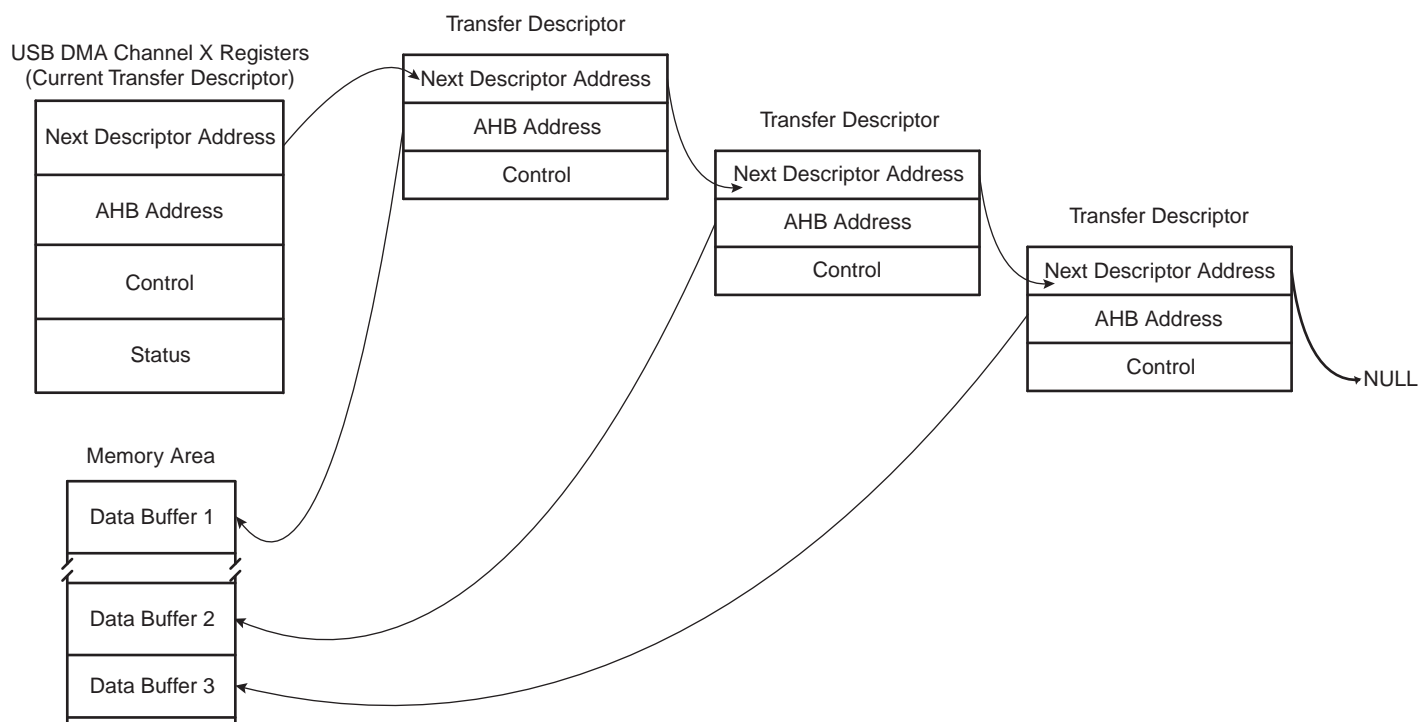 USB DMA Channel X Registers
(Current Transfer Descriptor)
Next Descriptor Address
AHB Address
Control
Status
Transfer Descriptor
Next Descriptor Address
AHB Address
Control
Transfer Descriptor
Next Descriptor Address
AHB Address
Control
Transfer Descriptor
Next Descriptor Address
AHB Address
Control
NULL
Memory Area
Data Buffer 1
Data Buffer 2
Data Buffer 3